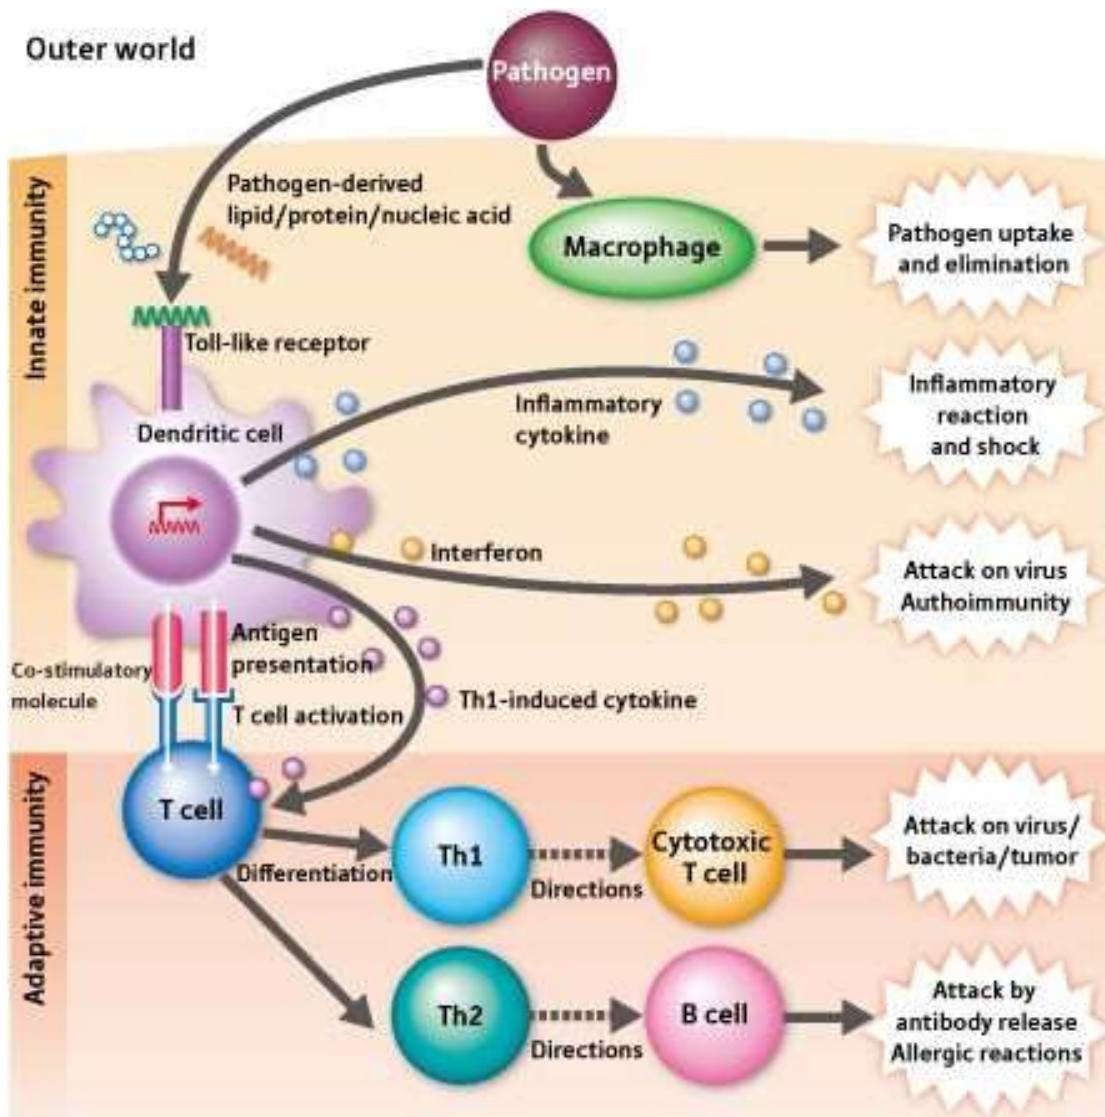 Outer world
Pathogen
Innate immunity
Pathogen-derived
lipid/protein/nucleic acid
Macrophage
Pathogen uptake
and elimination
Toll-like receptor
Dendritic cell
Inflammatory
cytokine
Inflammatory
reaction
and shock
Interferon
Attack on virus
Authoimmunity
Antigen
presentation
Co-stimulatory
molecule
T cell activation
Th1-induced cytokine
Adaptive immunity
T cell
Differentiation
Th1
Directions
Cytotoxic
T cell
Attack on virus/
bacteria/tumor
Th2
Directions
B cell
Attack by
antibody release
Allergic reactions